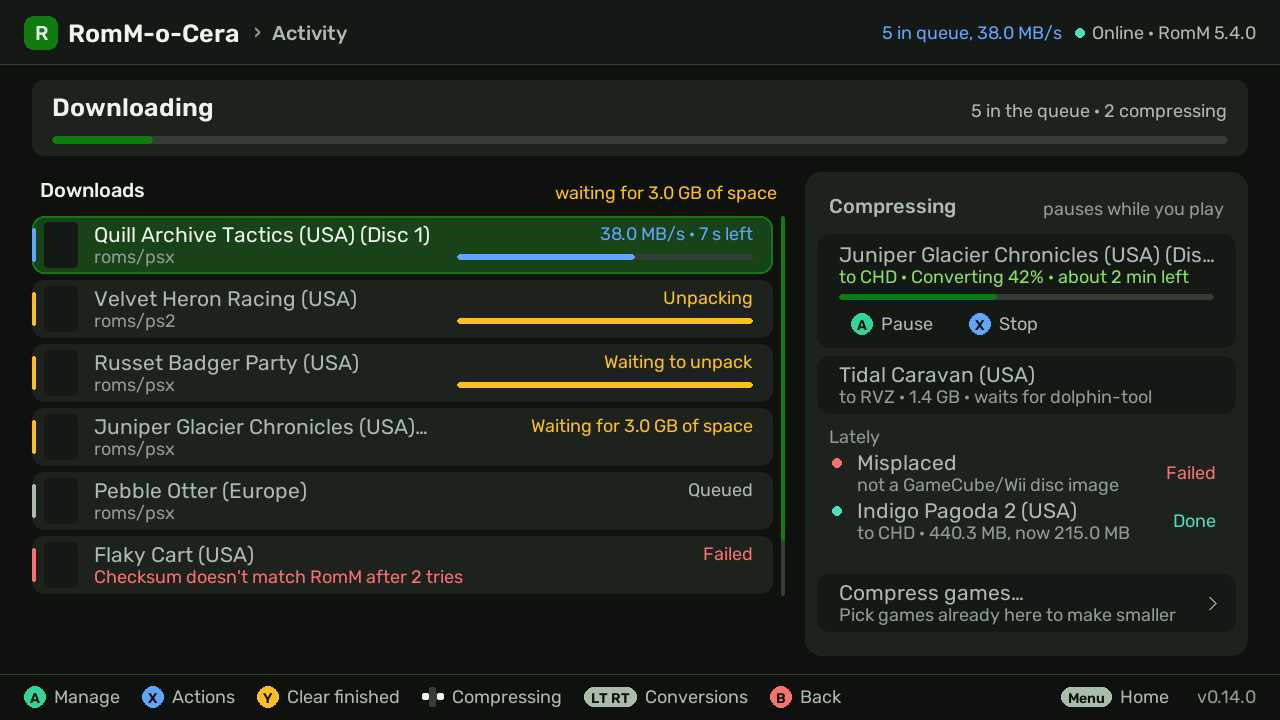 R RomM-o-Cera › Activity
5 in queue, 38.0 MB/s Online • RomM 5.4.0
Downloading
5 in the queue • 2 compressing
Downloads
waiting for 3.0 GB of space
Quill Archive Tactics (USA) (Disc 1)
38.0 MB/s • 7 s left
roms/psx
Velvet Heron Racing (USA)
Unpacking
roms/ps2
Russet Badger Party (USA)
Waiting to unpack
roms/psx
Juniper Glacier Chronicles (USA)…
Waiting for 3.0 GB of space
roms/psx
Pebble Otter (Europe)
Queued
roms/psx
Flaky Cart (USA)
Failed
Checksum doesn't match RomM after 2 tries
Compressing
pauses while you play
Juniper Glacier Chronicles (USA) (Dis…
to CHD • Converting 42% • about 2 min left
A Pause X Stop
Tidal Caravan (USA)
to RVZ • 1.4 GB • waits for dolphin-tool
Lately
Misplaced
Failed
not a GameCube/Wii disc image
Indigo Pagoda 2 (USA)
Done
to CHD • 440.3 MB, now 215.0 MB
Compress games…
Pick games already here to make smaller
A Manage X Actions Y Clear finished Compressing LT RT Conversions B Back Menu Home v0.14.0